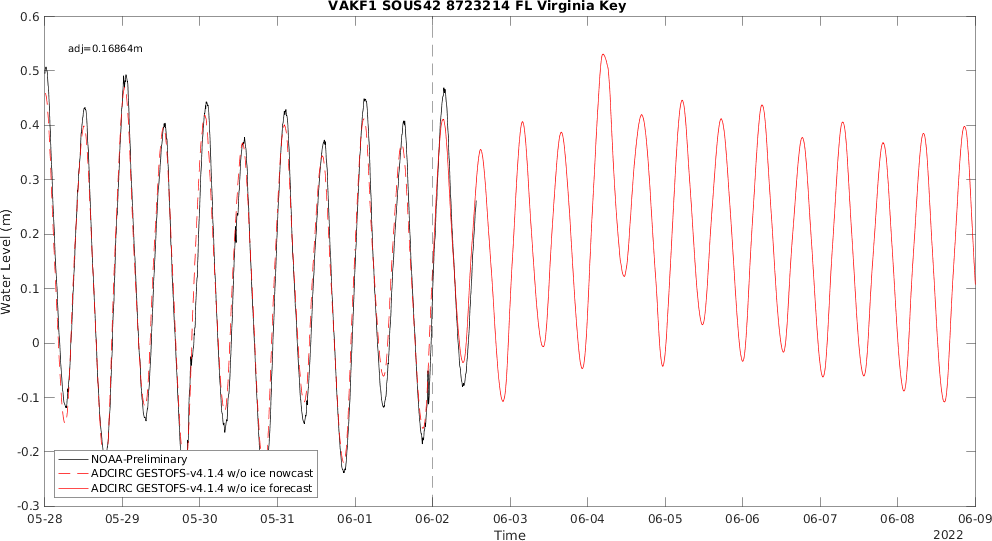 VAKF1 SOUS42 8723214 FL Virginia Key
0.6
adj=0.16864m
0.5
0.4
0.3
0.2
0.1
0
-0.1
-0.2
-0.3
Water Level (m)
NOAA-Preliminary
ADCIRC GESTOFS-v4.1.4 w/o ice nowcast
ADCIRC GESTOFS-v4.1.4 w/o ice forecast
05-28 05-29 05-30 05-31 06-01 06-02 06-03 06-04 06-05 06-06 06-07 06-08 06-09
Time
2022